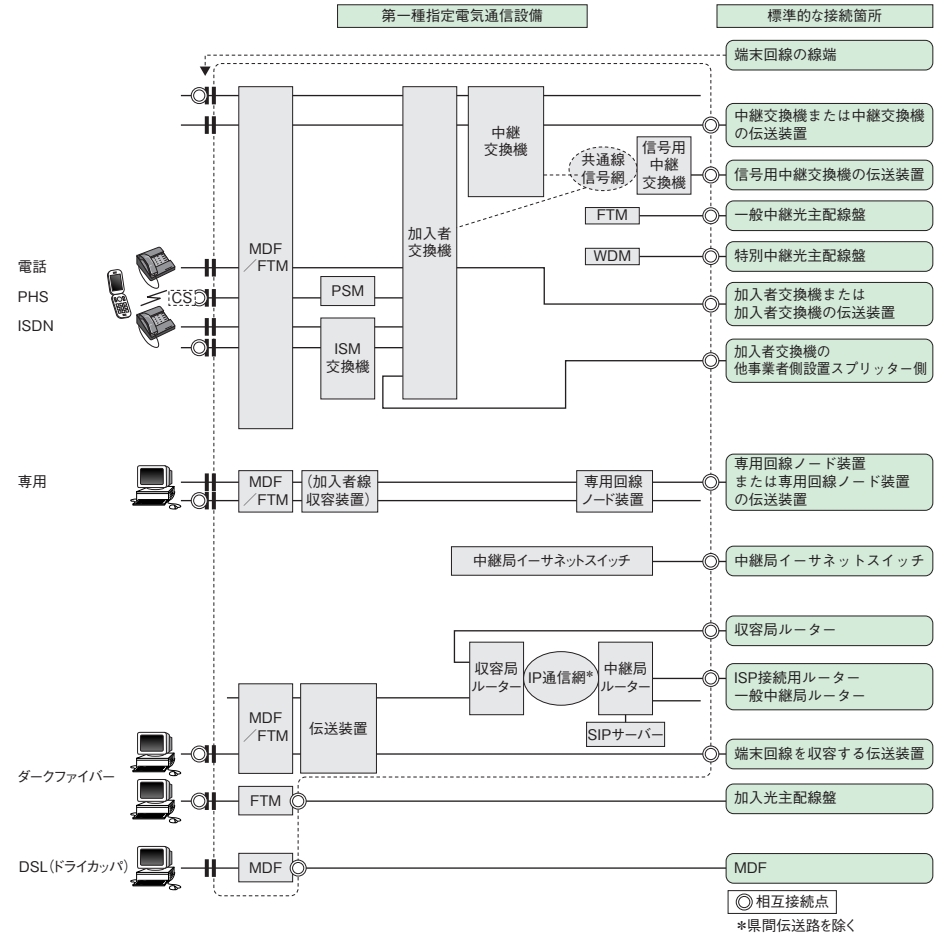 第一種指定電気通信設備
標準的な接続箇所
端末回線の線端
中継交換機または中継交換機
の伝送装置
中継
交換機
共通線
信号網
信号用
中継
交換機
信号用中継交換機の伝送装置
FTM
一般中継光主配線盤
MDF
／FTM
加入者
交換機
WDM
特別中継光主配線盤
電話
PHS
ISDN
CS
PSM
加入者交換機または
加入者交換機の伝送装置
ISM
交換機
加入者交換機の
他事業者側設置スプリッター側
専用
MDF
／FTM
(加入者線
収容装置)
専用回線
ノード装置
専用回線ノード装置
または専用回線ノード装置
の伝送装置
中継局イーサネットスイッチ
中継局イーサネットスイッチ
収容局ルーター
収容局
ルーター
IP通信網*
中継局
ルーター
ISP接続用ルーター
一般中継局ルーター
MDF
／FTM
伝送装置
SIPサーバー
端末回線を収容する伝送装置
ダークファイバー
FTM
加入光主配線盤
DSL(ドライカッパ)
MDF
MDF
◎相互接続点
*県間伝送路を除く